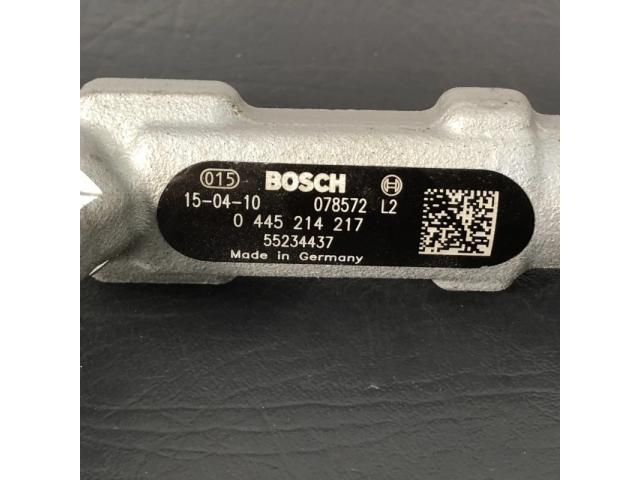 015 BOSCH
15-04-10 078572 L2
0 445 214 217
55234437
Made in Germany